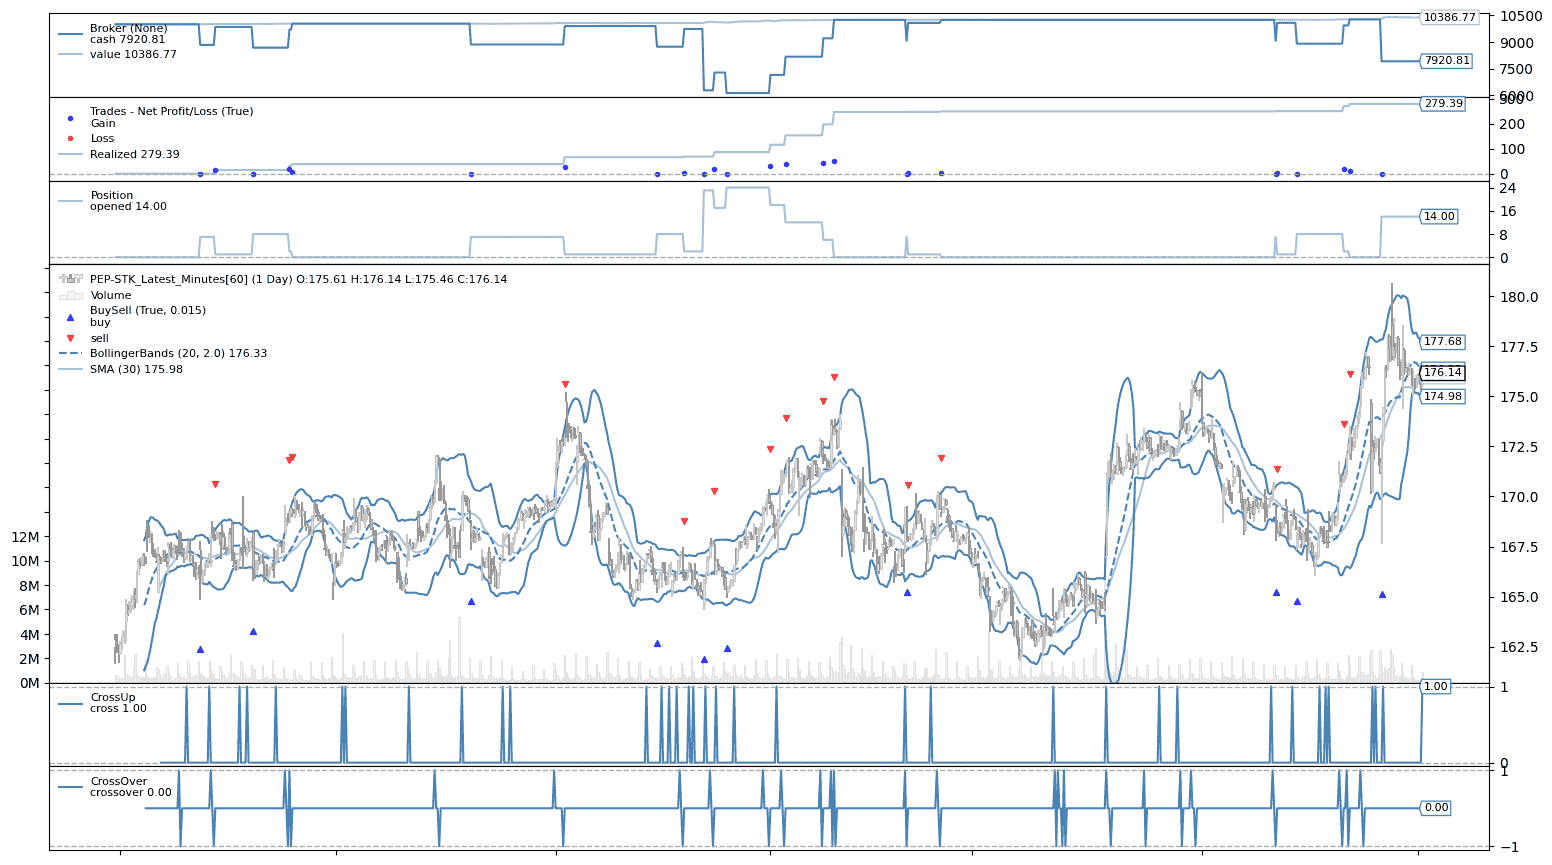 Broker (None)
cash 7920.81
value 10386.77
10500
9000
7500
6000
10386.77
7920.81
Trades - Net Profit/Loss (True)
Gain
Loss
Realized 279.39
300
200
100
0
279.39
Position
opened 14.00
24
16
8
0
14.00
PEP-STK_Latest_Minutes[60] (1 Day) O:175.61 H:176.14 L:175.46 C:176.14
Volume
BuySell (True, 0.015)
buy
sell
BollingerBands (20, 2.0) 176.33
SMA (30) 175.98
12M
10M
8M
6M
4M
2M
0M
180.0
177.5
175.0
172.5
170.0
167.5
165.0
162.5
177.68
176.14
174.98
CrossUp
cross 1.00
1
0
1.00
CrossOver
crossover 0.00
1
−1
0.00